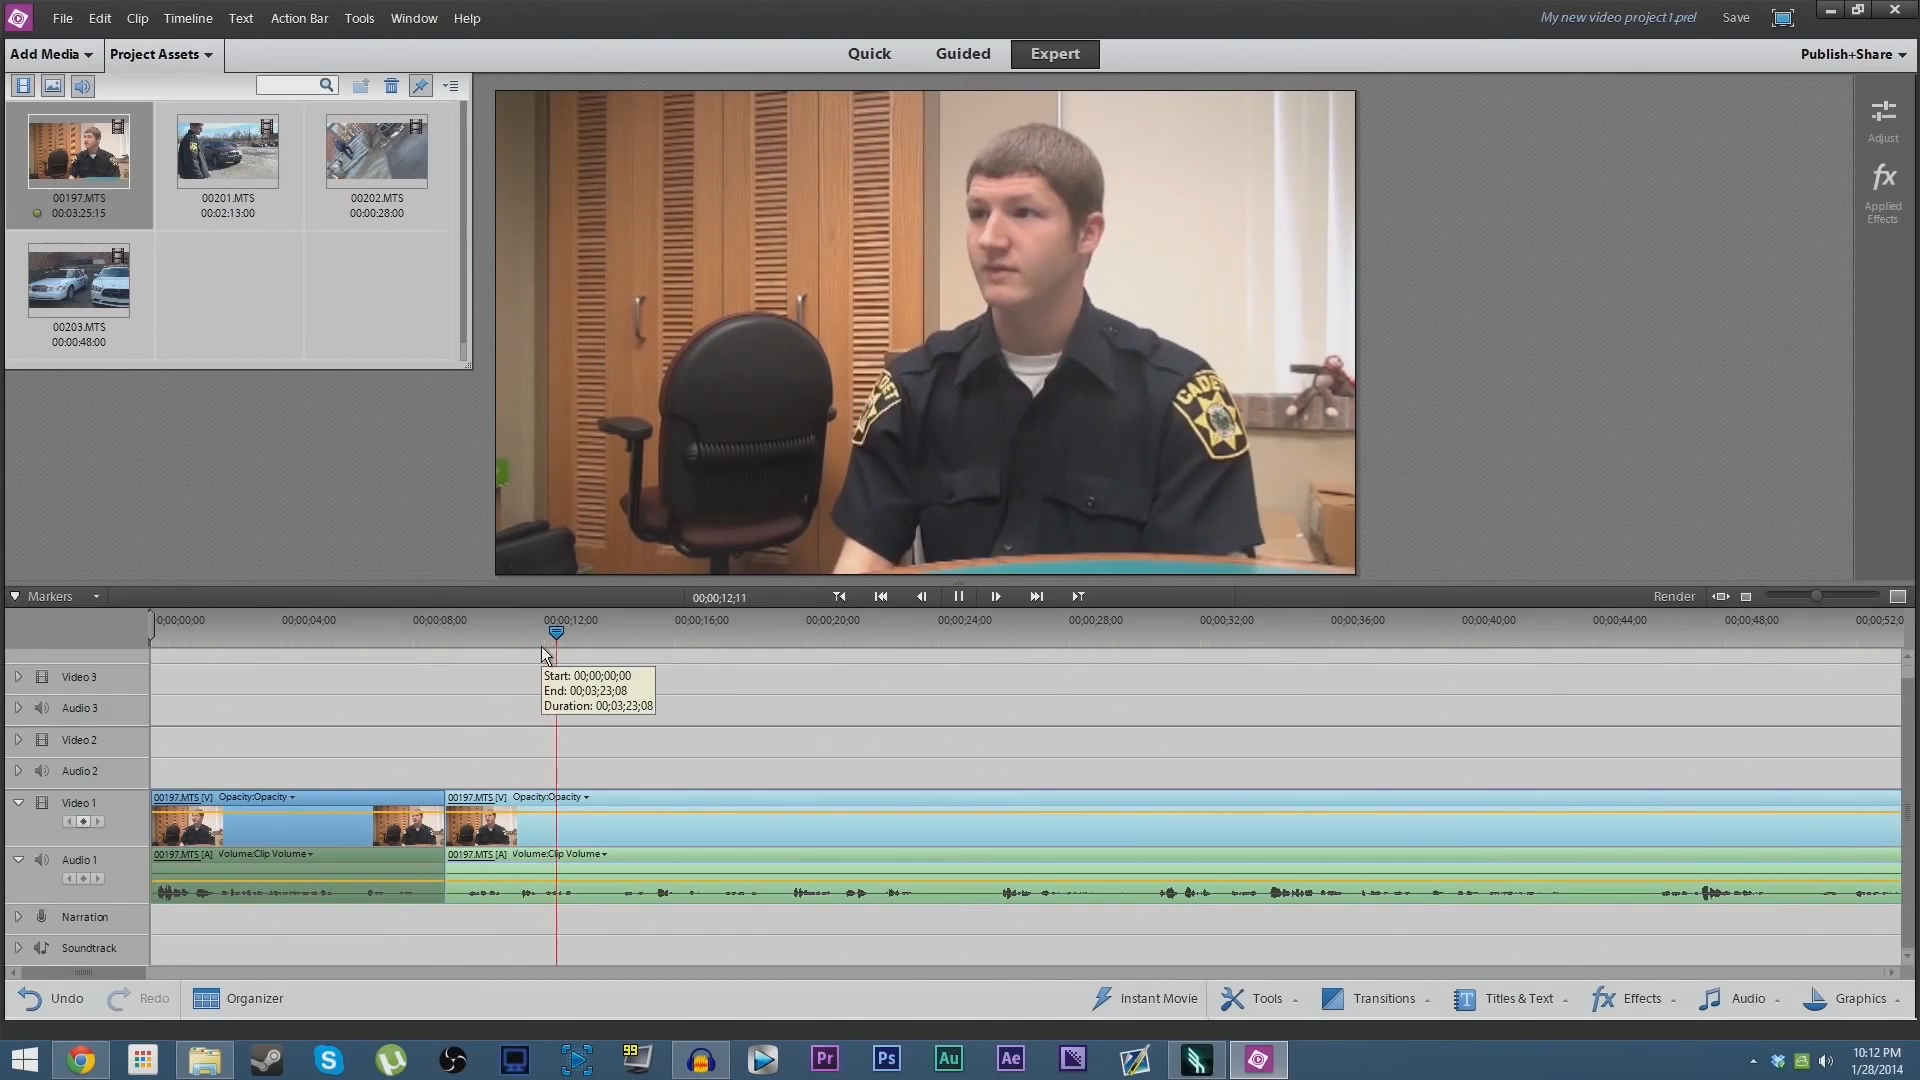 File Edit Clip Timeline Text Action Bar Tools Window Help
My new video project1.prel Save
Add Media Project Assets
Quick Guided Expert
Publish+Share
00197.MTS
00:03:25:15
00201.MTS
00:02:13:00
00202.MTS
00:00:28:00
00203.MTS
00:00:48:00
CADET
Adjust
fx
Applied
Effects
Markers
00;00;12;11
Render
00;00;00;00 00;00;04;00 00;00;08;00 00;00;12;00 00;00;16;00 00;00;20;00 00;00;24;00 00;00;28;00 00;00;32;00 00;00;36;00 00;00;40;00 00;00;44;00 00;00;48;00 00;00;52;0
Start: 00;00;00;00
End: 00;03;23;08
Duration: 00;03;23;08
Video 3
Audio 3
Video 2
Audio 2
Video 1
00197.MTS [V] Opacity:Opacity
00197.MTS [V] Opacity:Opacity
Audio 1
00197.MTS [A] Volume:Clip Volume
00197.MTS [A] Volume:Clip Volume
Narration
Soundtrack
Undo Redo Organizer
Instant Movie Tools Transitions T Titles & Text fx Effects Audio Graphics
99
Pr Ps Au Ae
10:12 PM
1/28/2014